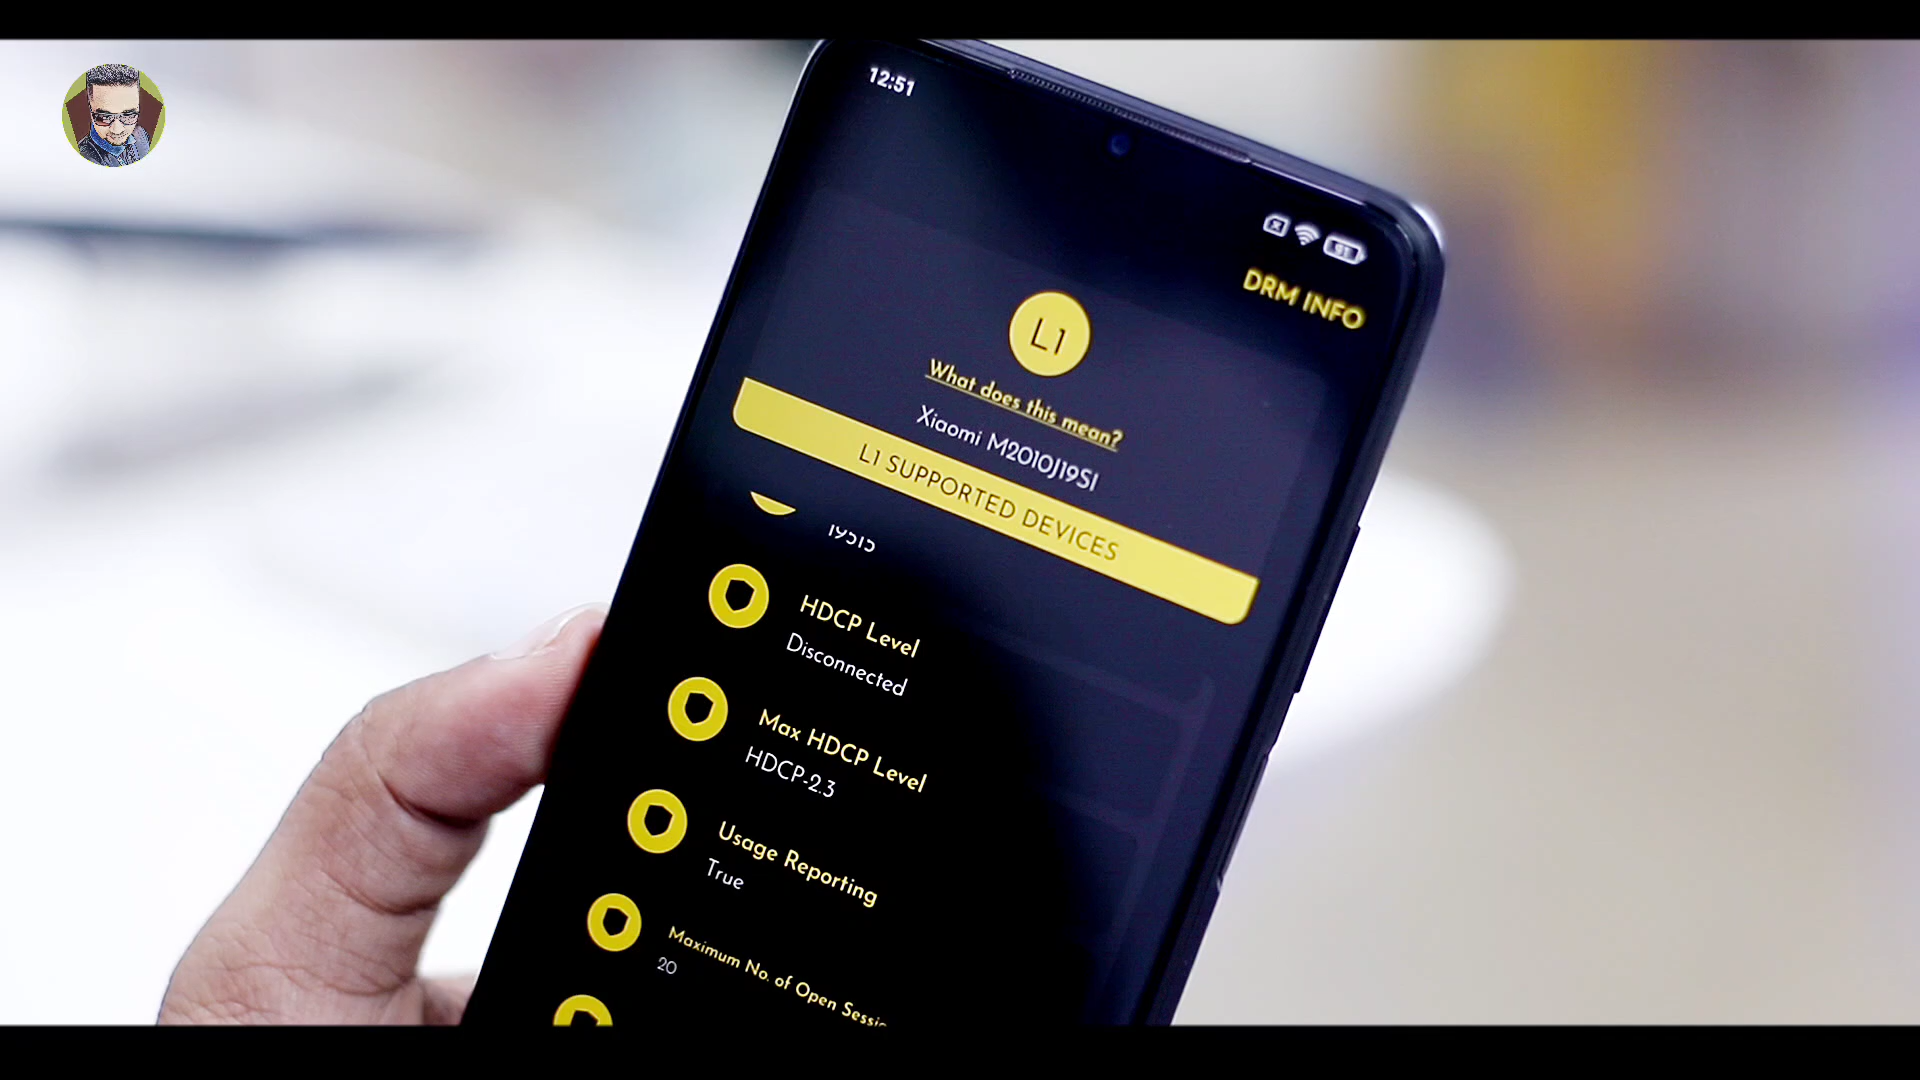 12:51
91
DRM INFO
L1
What does this mean?
Xiaomi M2010J19SI
L1 SUPPORTED DEVICES
HDCP Level
Disconnected
Max HDCP Level
HDCP-2.3
Usage Reporting
True
Maximum No. of Open
20